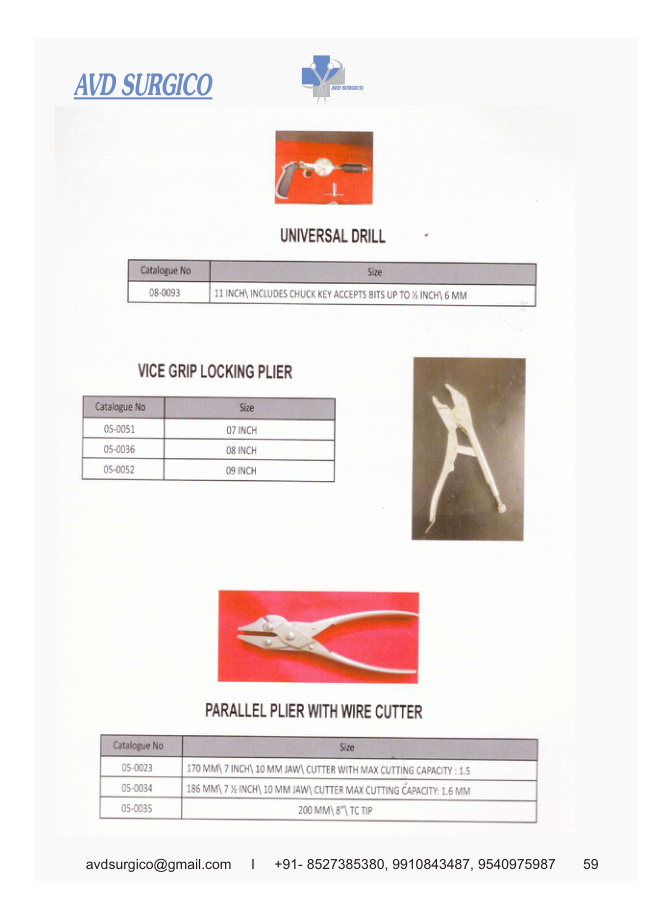 AVD SURGICO
AVD SURGICO
UNIVERSAL DRILL
Catalogue No Size
08-0093 11 INCH\ INCLUDES CHUCK KEY ACCEPTS BITS UP TO ½ INCH\ 6 MM
VICE GRIP LOCKING PLIER
Catalogue No Size
05-0051 07 INCH
05-0036 08 INCH
05-0052 09 INCH
PARALLEL PLIER WITH WIRE CUTTER
Catalogue No Size
05-0023 170 MM\ 7 INCH\ 10 MM JAW\ CUTTER WITH MAX CUTTING CAPACITY : 1.5
05-0034 186 MM\ 7 ½ INCH\ 10 MM JAW\ CUTTER MAX CUTTING CAPACITY: 1.6 MM
05-0035 200 MM\ 8"\ TC TIP
avdsurgico@gmail.com I +91- 8527385380, 9910843487, 9540975987 59